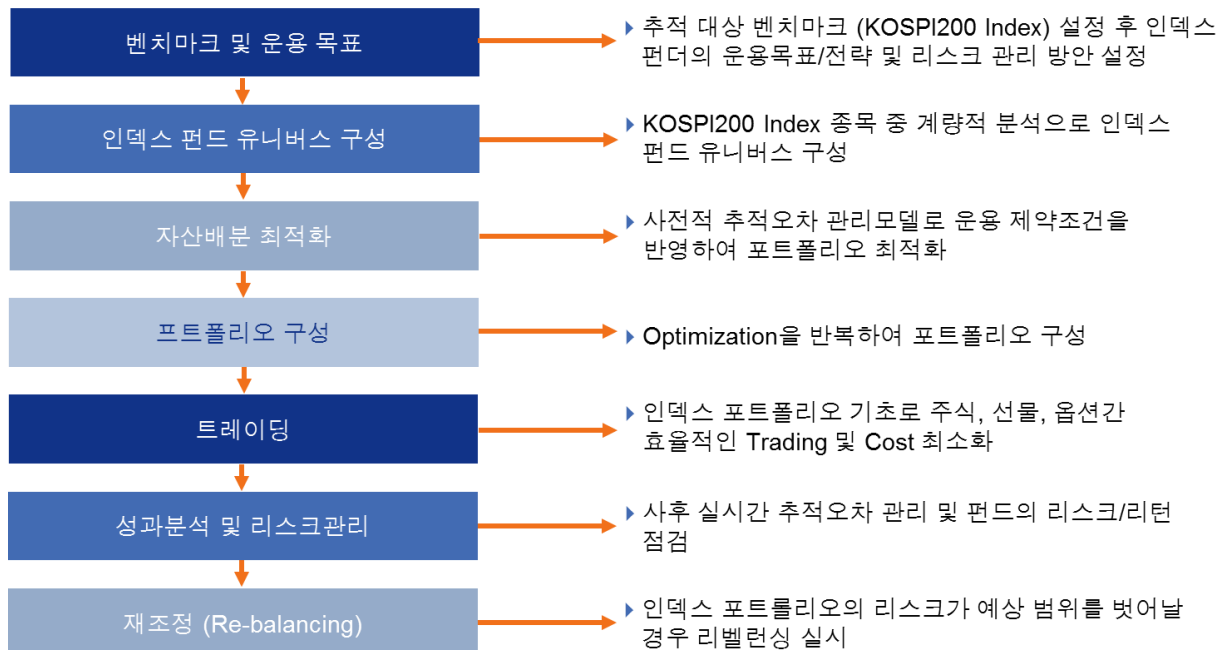 벤치마크 및 운용 목표
추적 대상 벤치마크 (KOSPI200 Index) 설정 후 인덱스
펀더의 운용목표/전략 및 리스크 관리 방안 설정
인덱스 펀드 유니버스 구성
KOSPI200 Index 종목 중 계량적 분석으로 인덱스
펀드 유니버스 구성
자산배분 최적화
사전적 추적오차 관리모델로 운용 제약조건을
반영하여 포트폴리오 최적화
프트폴리오 구성
Optimization을 반복하여 포트폴리오 구성
트레이딩
인덱스 포트폴리오 기초로 주식, 선물, 옵션간
효율적인 Trading 및 Cost 최소화
성과분석 및 리스크관리
사후 실시간 추적오차 관리 및 펀드의 리스크/리턴
점검
재조정 (Re-balancing)
인덱스 포트롤리오의 리스크가 예상 범위를 벗어날
경우 리벨런싱 실시